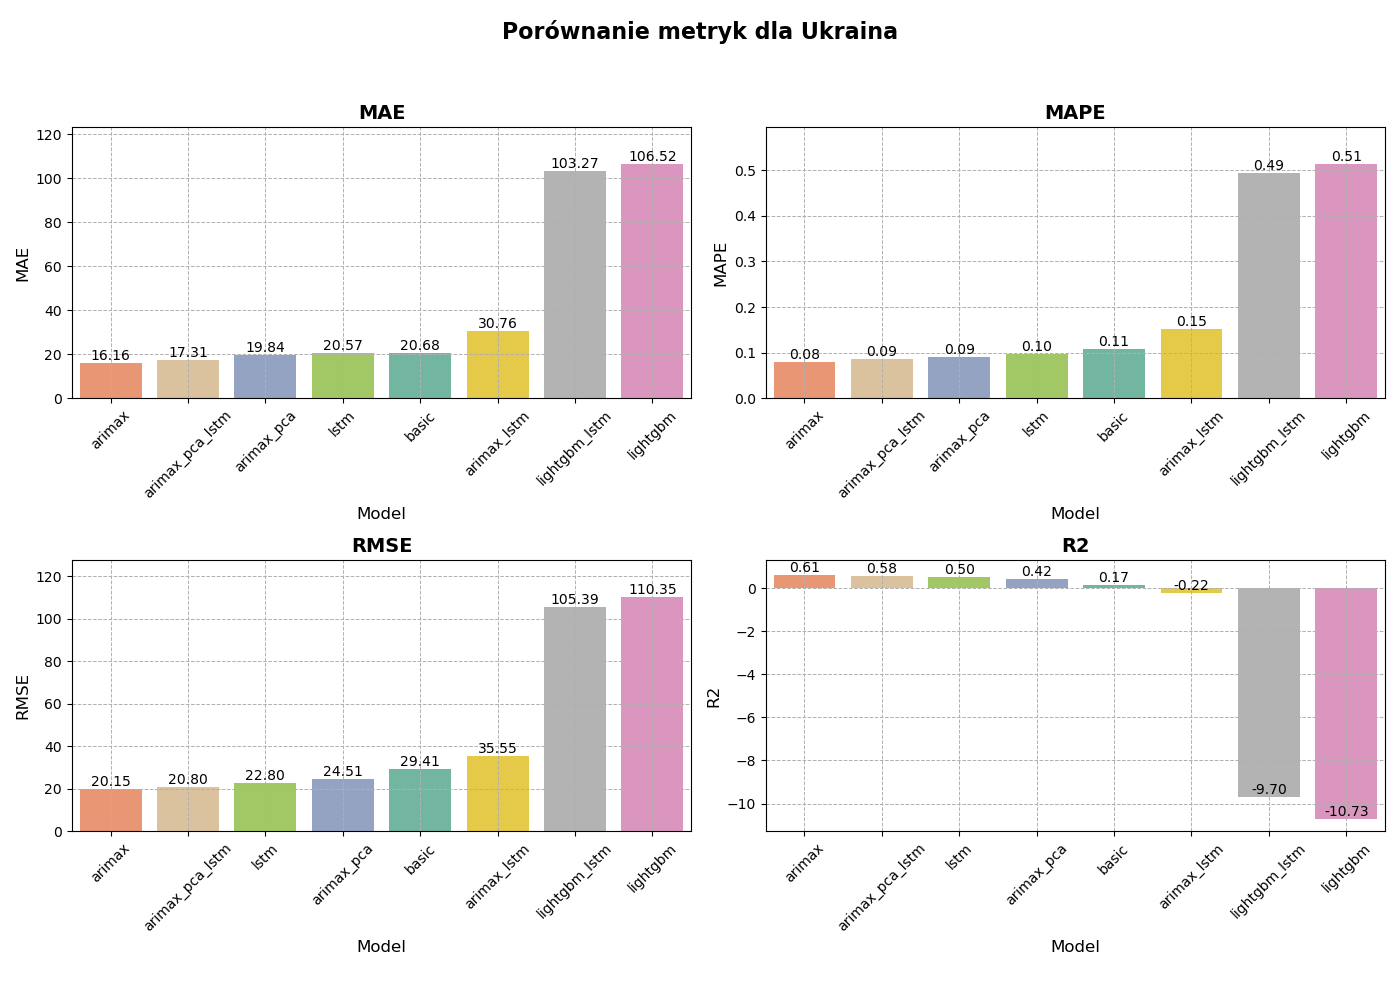 Porównanie metryk dla Ukraina
MAE
MAE
120
100
80
60
40
20
0
16.16
17.31
19.84
20.57
20.68
30.76
103.27
106.52
arimax
arimax_pca_lstm
arimax_pca
lstm
basic
arimax_lstm
lightgbm_lstm
lightgbm
Model
MAPE
MAPE
0.5
0.4
0.3
0.2
0.1
0.0
0.08
0.09
0.09
0.10
0.11
0.15
0.49
0.51
arimax
arimax_pca_lstm
arimax_pca
lstm
basic
arimax_lstm
lightgbm_lstm
lightgbm
Model
RMSE
RMSE
120
100
80
60
40
20
0
20.15
20.80
22.80
24.51
29.41
35.55
105.39
110.35
arimax
arimax_pca_lstm
lstm
arimax_pca
basic
arimax_lstm
lightgbm_lstm
lightgbm
Model
R2
R2
0
−2
−4
−6
−8
−10
0.61
0.58
0.50
0.42
0.17
-0.22
-9.70
-10.73
arimax
arimax_pca_lstm
lstm
arimax_pca
basic
arimax_lstm
lightgbm_lstm
lightgbm
Model